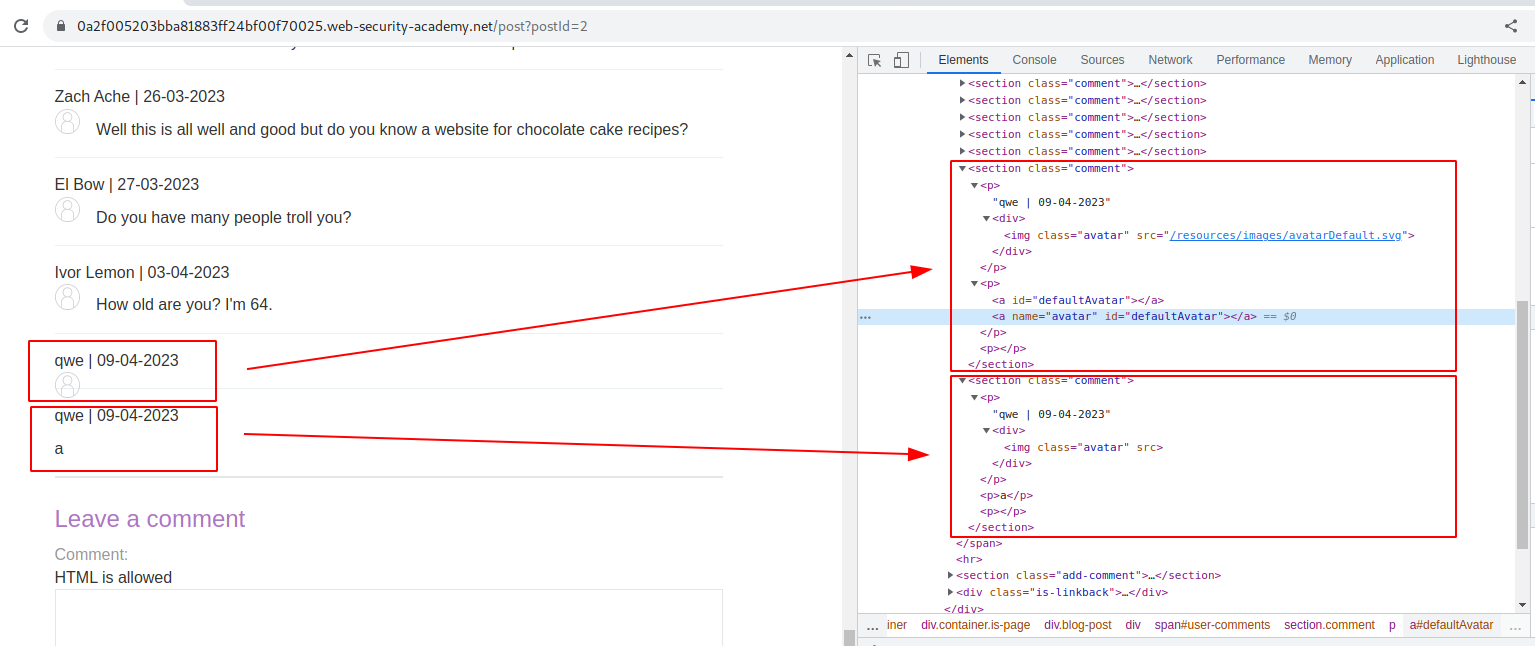 0a2f005203bba81883ff24bf00f70025.web-security-academy.net/post?postId=2
Zach Ache | 26-03-2023
Well this is all well and good but do you know a website for chocolate cake recipes?
El Bow | 27-03-2023
Do you have many people troll you?
Ivor Lemon | 03-04-2023
How old are you? I'm 64.
qwe | 09-04-2023
qwe | 09-04-2023
a
Leave a comment
Comment:
HTML is allowed
Elements Console Sources Network Performance Memory Application Lighthouse
<section class="comment">…</section>
<section class="comment">…</section>
<section class="comment">…</section>
<section class="comment">…</section>
<section class="comment">…</section>
<section class="comment">
<p>
"qwe | 09-04-2023"
<div>
<img class="avatar" src="/resources/images/avatarDefault.svg">
</div>
</p>
<p>
<a id="defaultAvatar"></a>
… <a name="avatar" id="defaultAvatar"></a> == $0
</p>
<p></p>
</section>
<section class="comment">
<p>
"qwe | 09-04-2023"
<div>
<img class="avatar" src>
</div>
</p>
<p>a</p>
<p></p>
</section>
</span>
<hr>
<section class="add-comment">…</section>
<div class="is-linkback">…</div>
</div>
… iner div.container.is-page div.blog-post div span#user-comments section.comment p a#defaultAvatar …